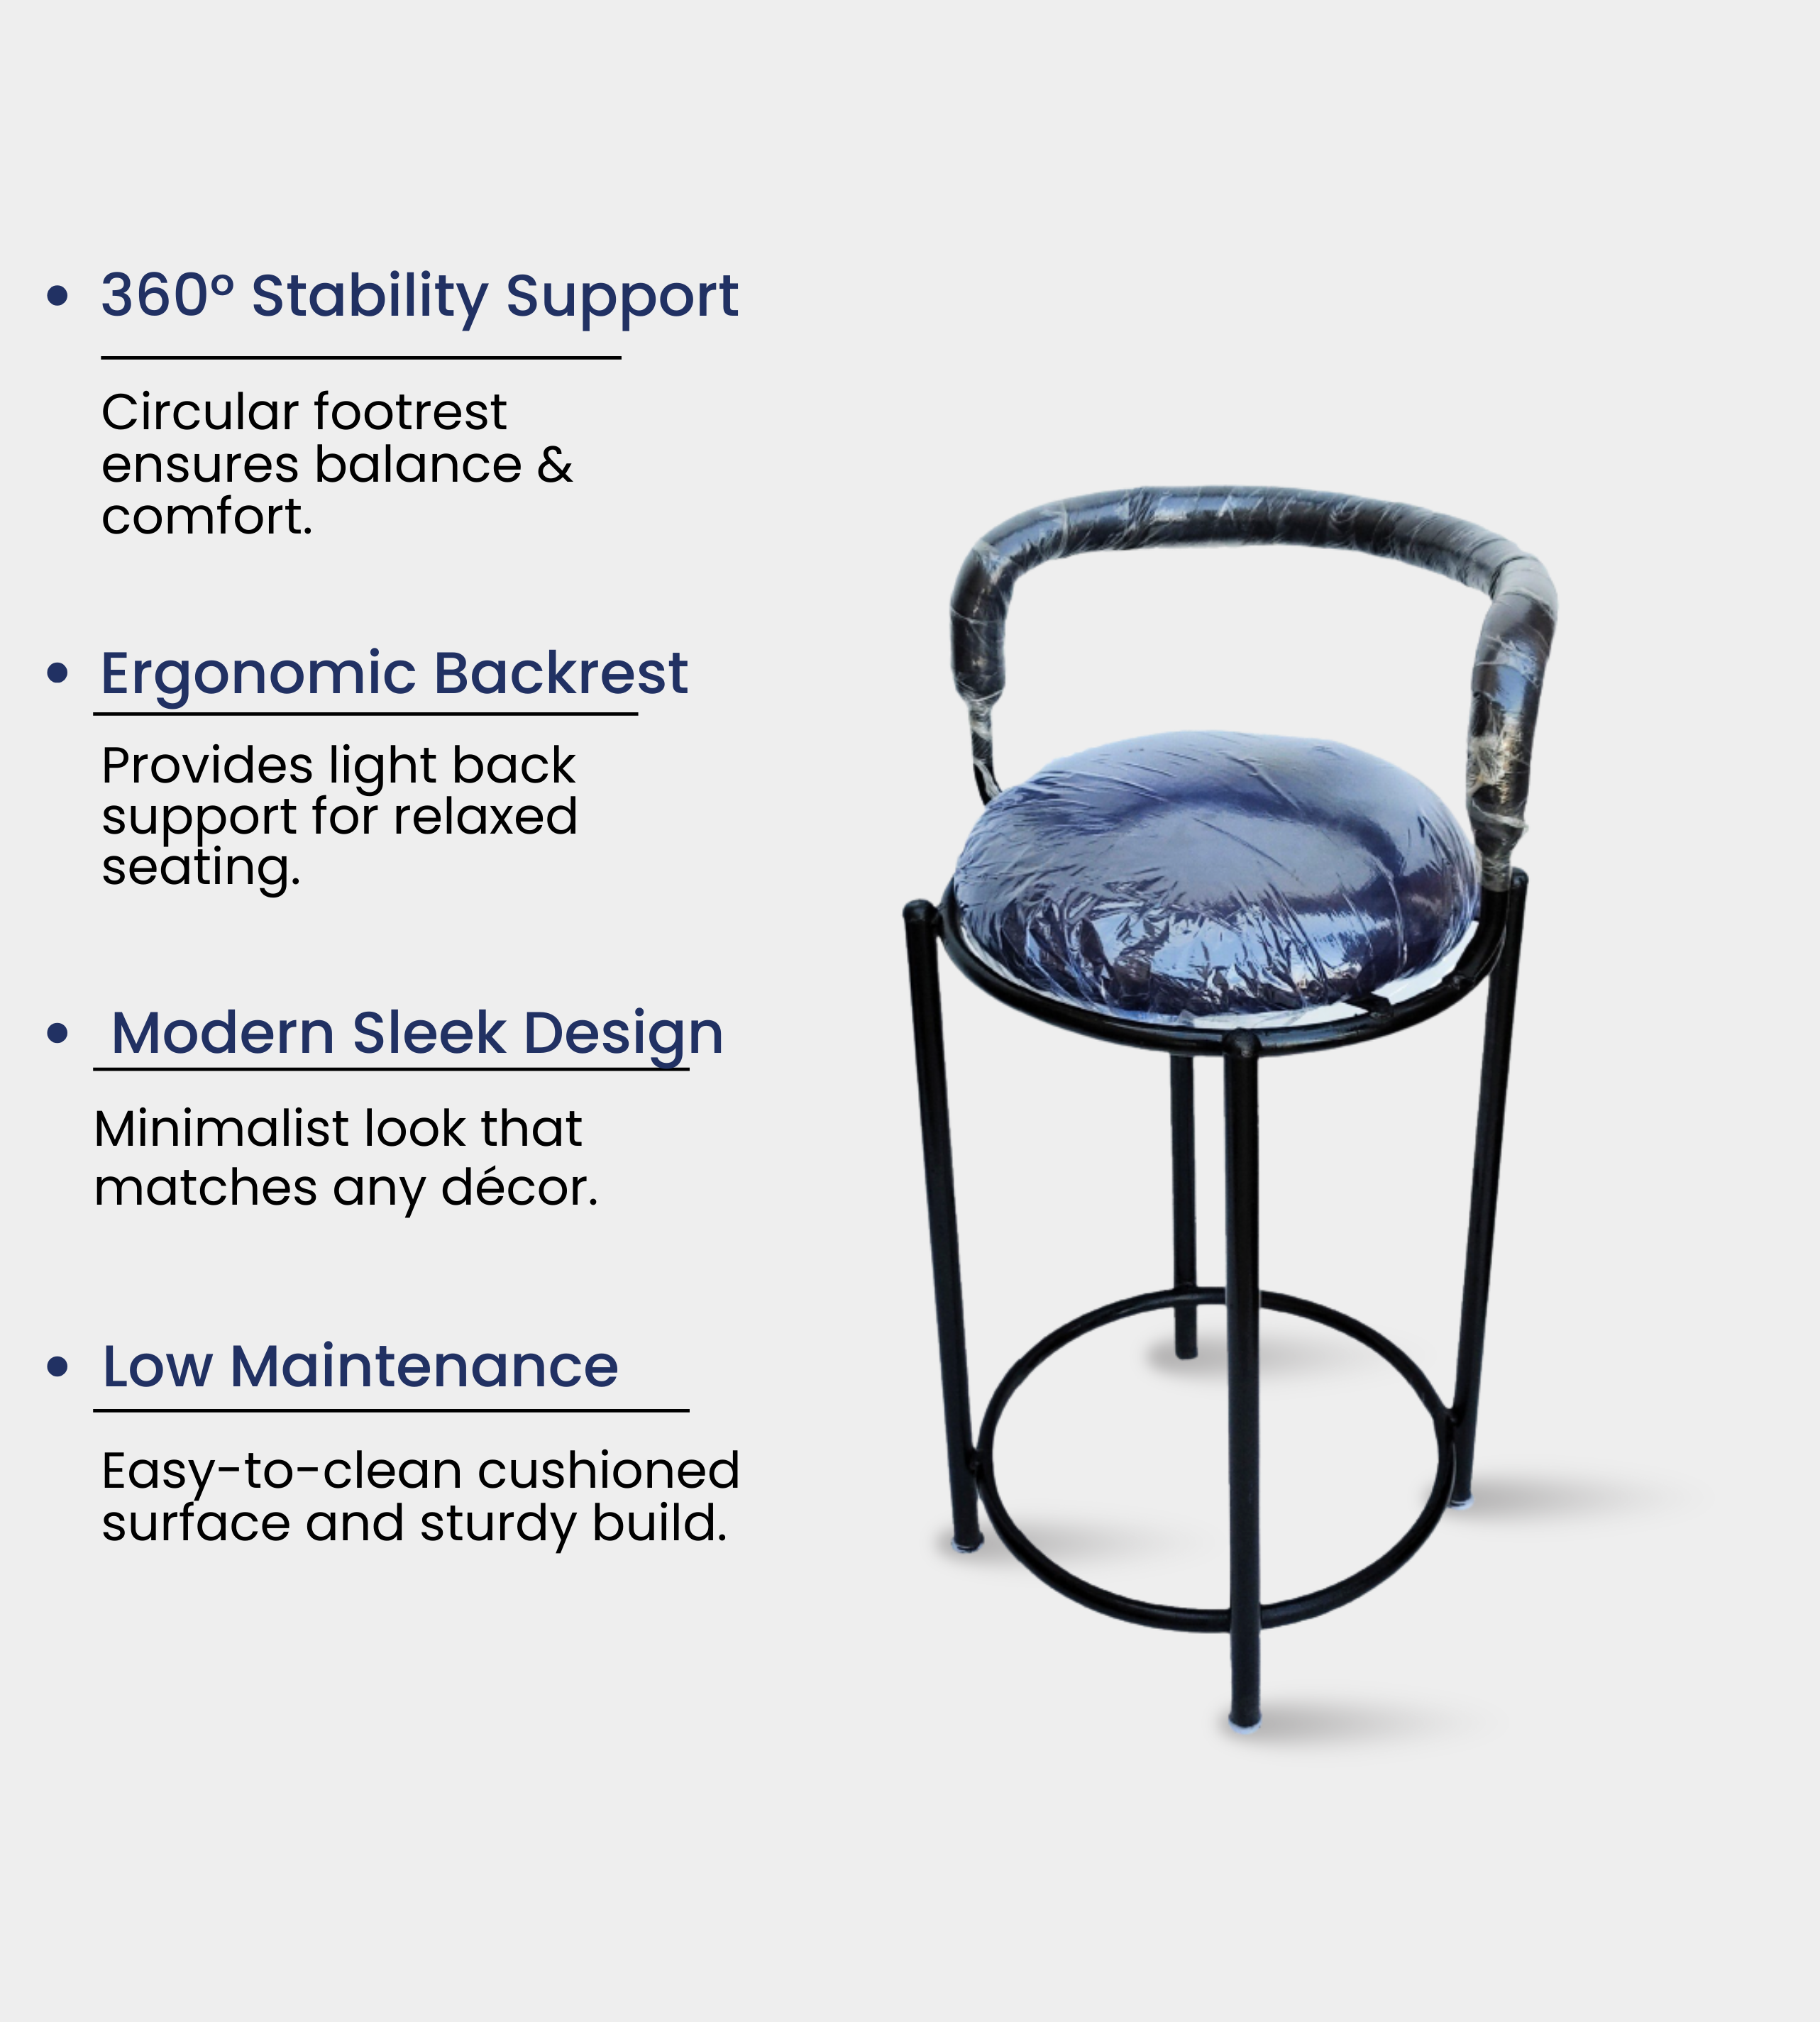 • 360° Stability Support
Circular footrest
ensures balance &
comfort.
• Ergonomic Backrest
Provides light back
support for relaxed
seating.
• Modern Sleek Design
Minimalist look that
matches any décor.
• Low Maintenance
Easy-to-clean cushioned
surface and sturdy build.